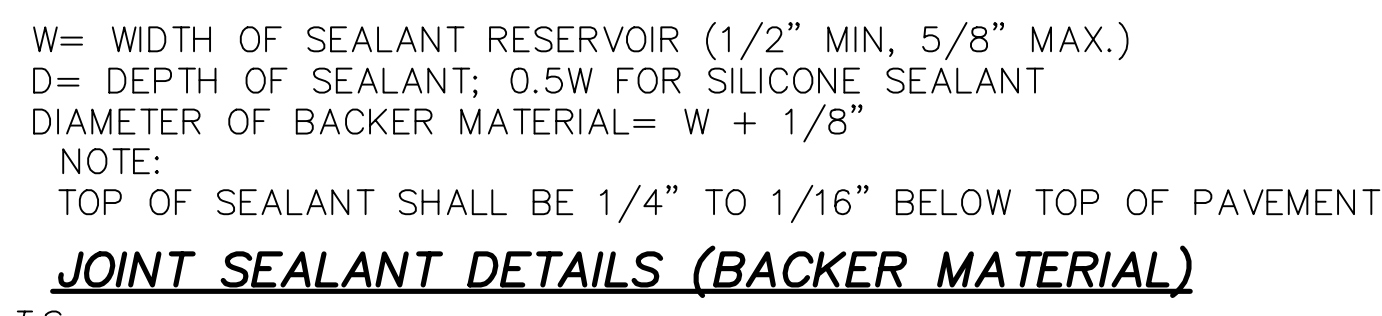 W= WIDTH OF SEALANT RESERVOIR (1/2” MIN, 5/8” MAX.)
D= DEPTH OF SEALANT; 0.5W FOR SILICONE SEALANT
DIAMETER OF BACKER MATERIAL= W + 1/8”
NOTE:
TOP OF SEALANT SHALL BE 1/4” TO 1/16” BELOW TOP OF PAVEMENT
JOINT SEALANT DETAILS (BACKER MATERIAL)